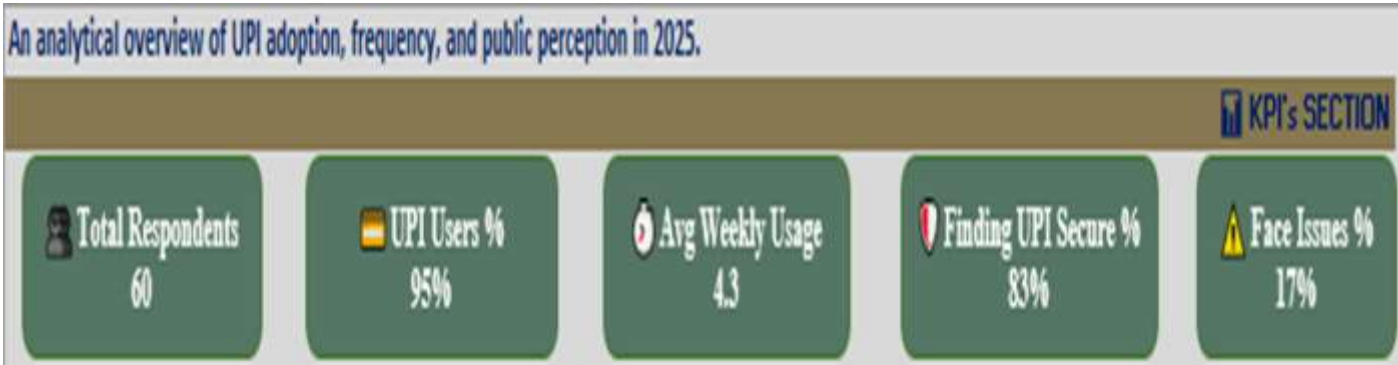 An analytical overview of UPI adoption, frequency, and public perception in 2025.
KPI's SECTION
Total Respondents
60
UPI Users %
95%
Avg Weekly Usage
4.3
Finding UPI Secure %
83%
Face Issues %
17%